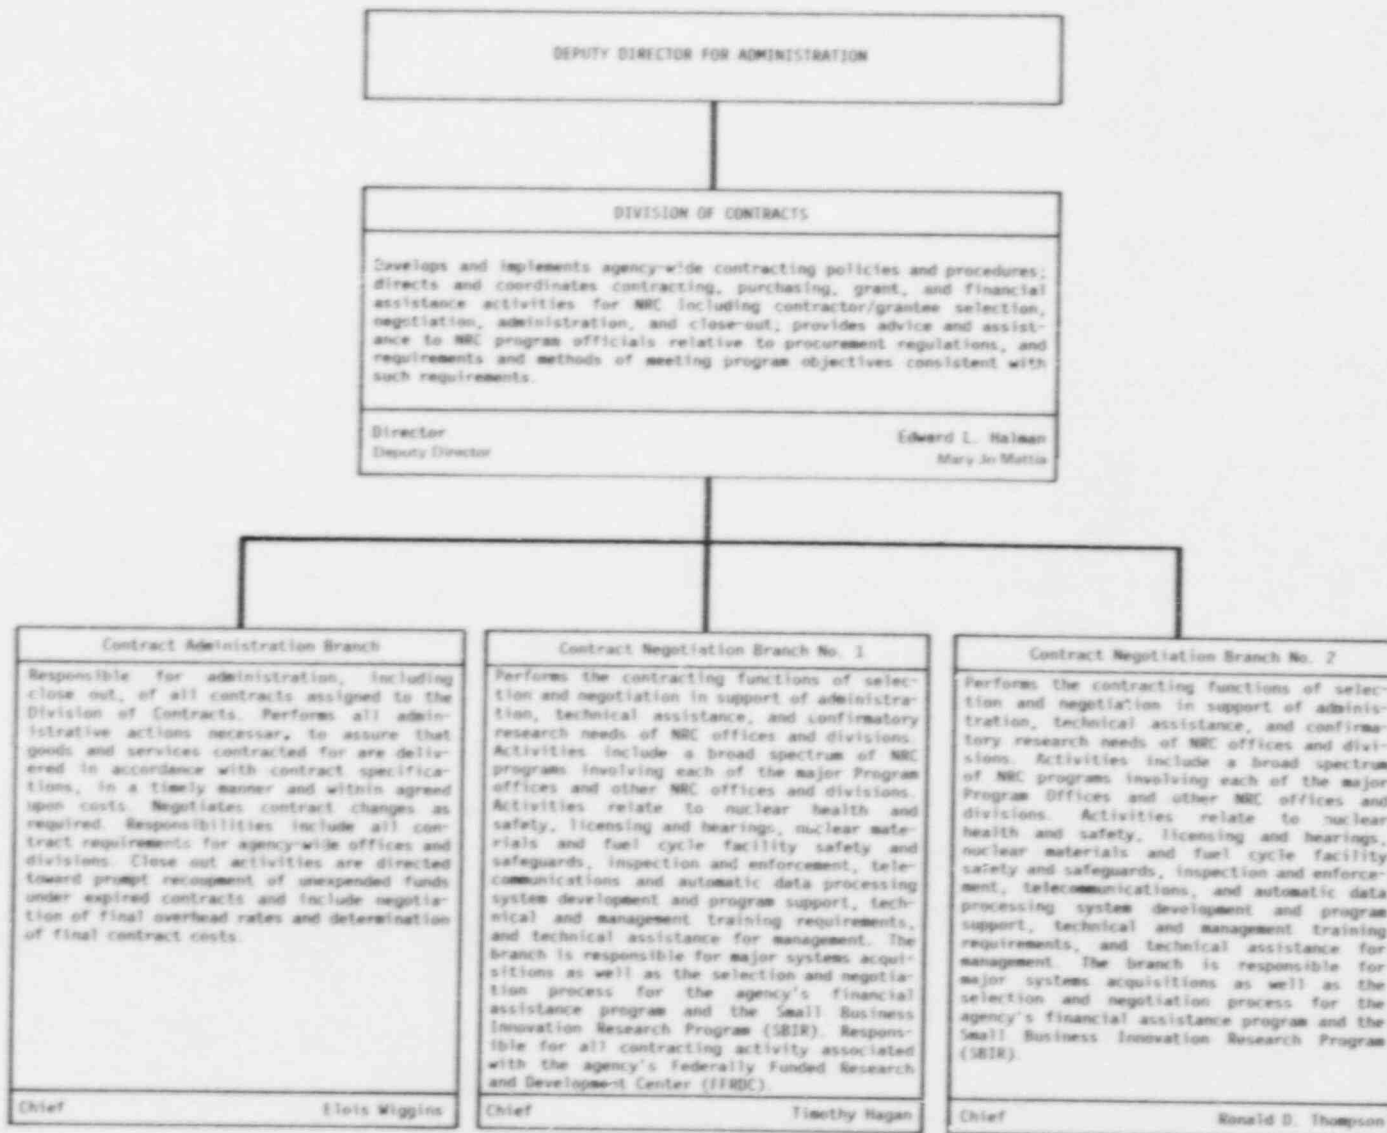 DEPUTY DIRECTOR FOR ADMINISTRATION
DIVISION OF CONTRACTS
Develops and implements agency-wide contracting policies and procedures;
directs and coordinates contracting, purchasing, grant, and financial
assistance activities for NRC including contractor/grantee selection,
negotiation, administration, and close-out; provides advice and assist-
ance to NRC program officials relative to procurement regulations, and
requirements and methods of meeting program objectives consistent with
such requirements.
Director Edward L. Halman
Deputy Director Mary Jo Mattia
Contract Administration Branch
Responsible for administration, including
close out, of all contracts assigned to the
Division of Contracts. Performs all admin-
istrative actions necessary to assure that
goods and services contracted for are deliv-
ered in accordance with contract specifica-
tions, in a timely manner and within agreed
upon costs. Negotiates contract changes as
required. Responsibilities include all con-
tract requirements for agency-wide offices and
divisions. Close out activities are directed
toward prompt recoupment of unexpended funds
under expired contracts and include negotia-
tion of final overhead rates and determination
of final contract costs.
Chief Elois Wiggins
Contract Negotiation Branch No. 1
Performs the contracting functions of selec-
tion and negotiation in support of administra-
tion, technical assistance, and confirmatory
research needs of NRC offices and divisions.
Activities include a broad spectrum of NRC
programs involving each of the major Program
offices and other NRC offices and divisions.
Activities relate to nuclear health and
safety, licensing and hearings, nuclear mate-
rials and fuel cycle facility safety and
safeguards, inspection and enforcement, tele-
communications and automatic data processing
system development and program support, tech-
nical and management training requirements,
and technical assistance for management. The
branch is responsible for major systems acqui-
sitions as well as the selection and negotia-
tion process for the agency's financial
assistance program and the Small Business
Innovation Research Program (SBIR). Respons-
ible for all contracting activity associated
with the agency's Federally Funded Research
and Development Center (FFRDC).
Chief Timothy Hagan
Contract Negotiation Branch No. 2
Performs the contracting functions of selec-
tion and negotiation in support of adminis-
tration, technical assistance, and confirma-
tory research needs of NRC offices and divi-
sions. Activities include a broad spectrum
of NRC programs involving each of the major
Program Offices and other NRC offices and
divisions. Activities relate to nuclear
health and safety, licensing and hearings,
nuclear materials and fuel cycle facility
safety and safeguards, inspection and enforce-
ment, telecommunications, and automatic data
processing system development and program
support, technical and management training
requirements, and technical assistance for
management. The branch is responsible for
major systems acquisitions as well as the
selection and negotiation process for the
agency's financial assistance program and the
Small Business Innovation Research Program
(SBIR).
Chief Ronald D. Thompson